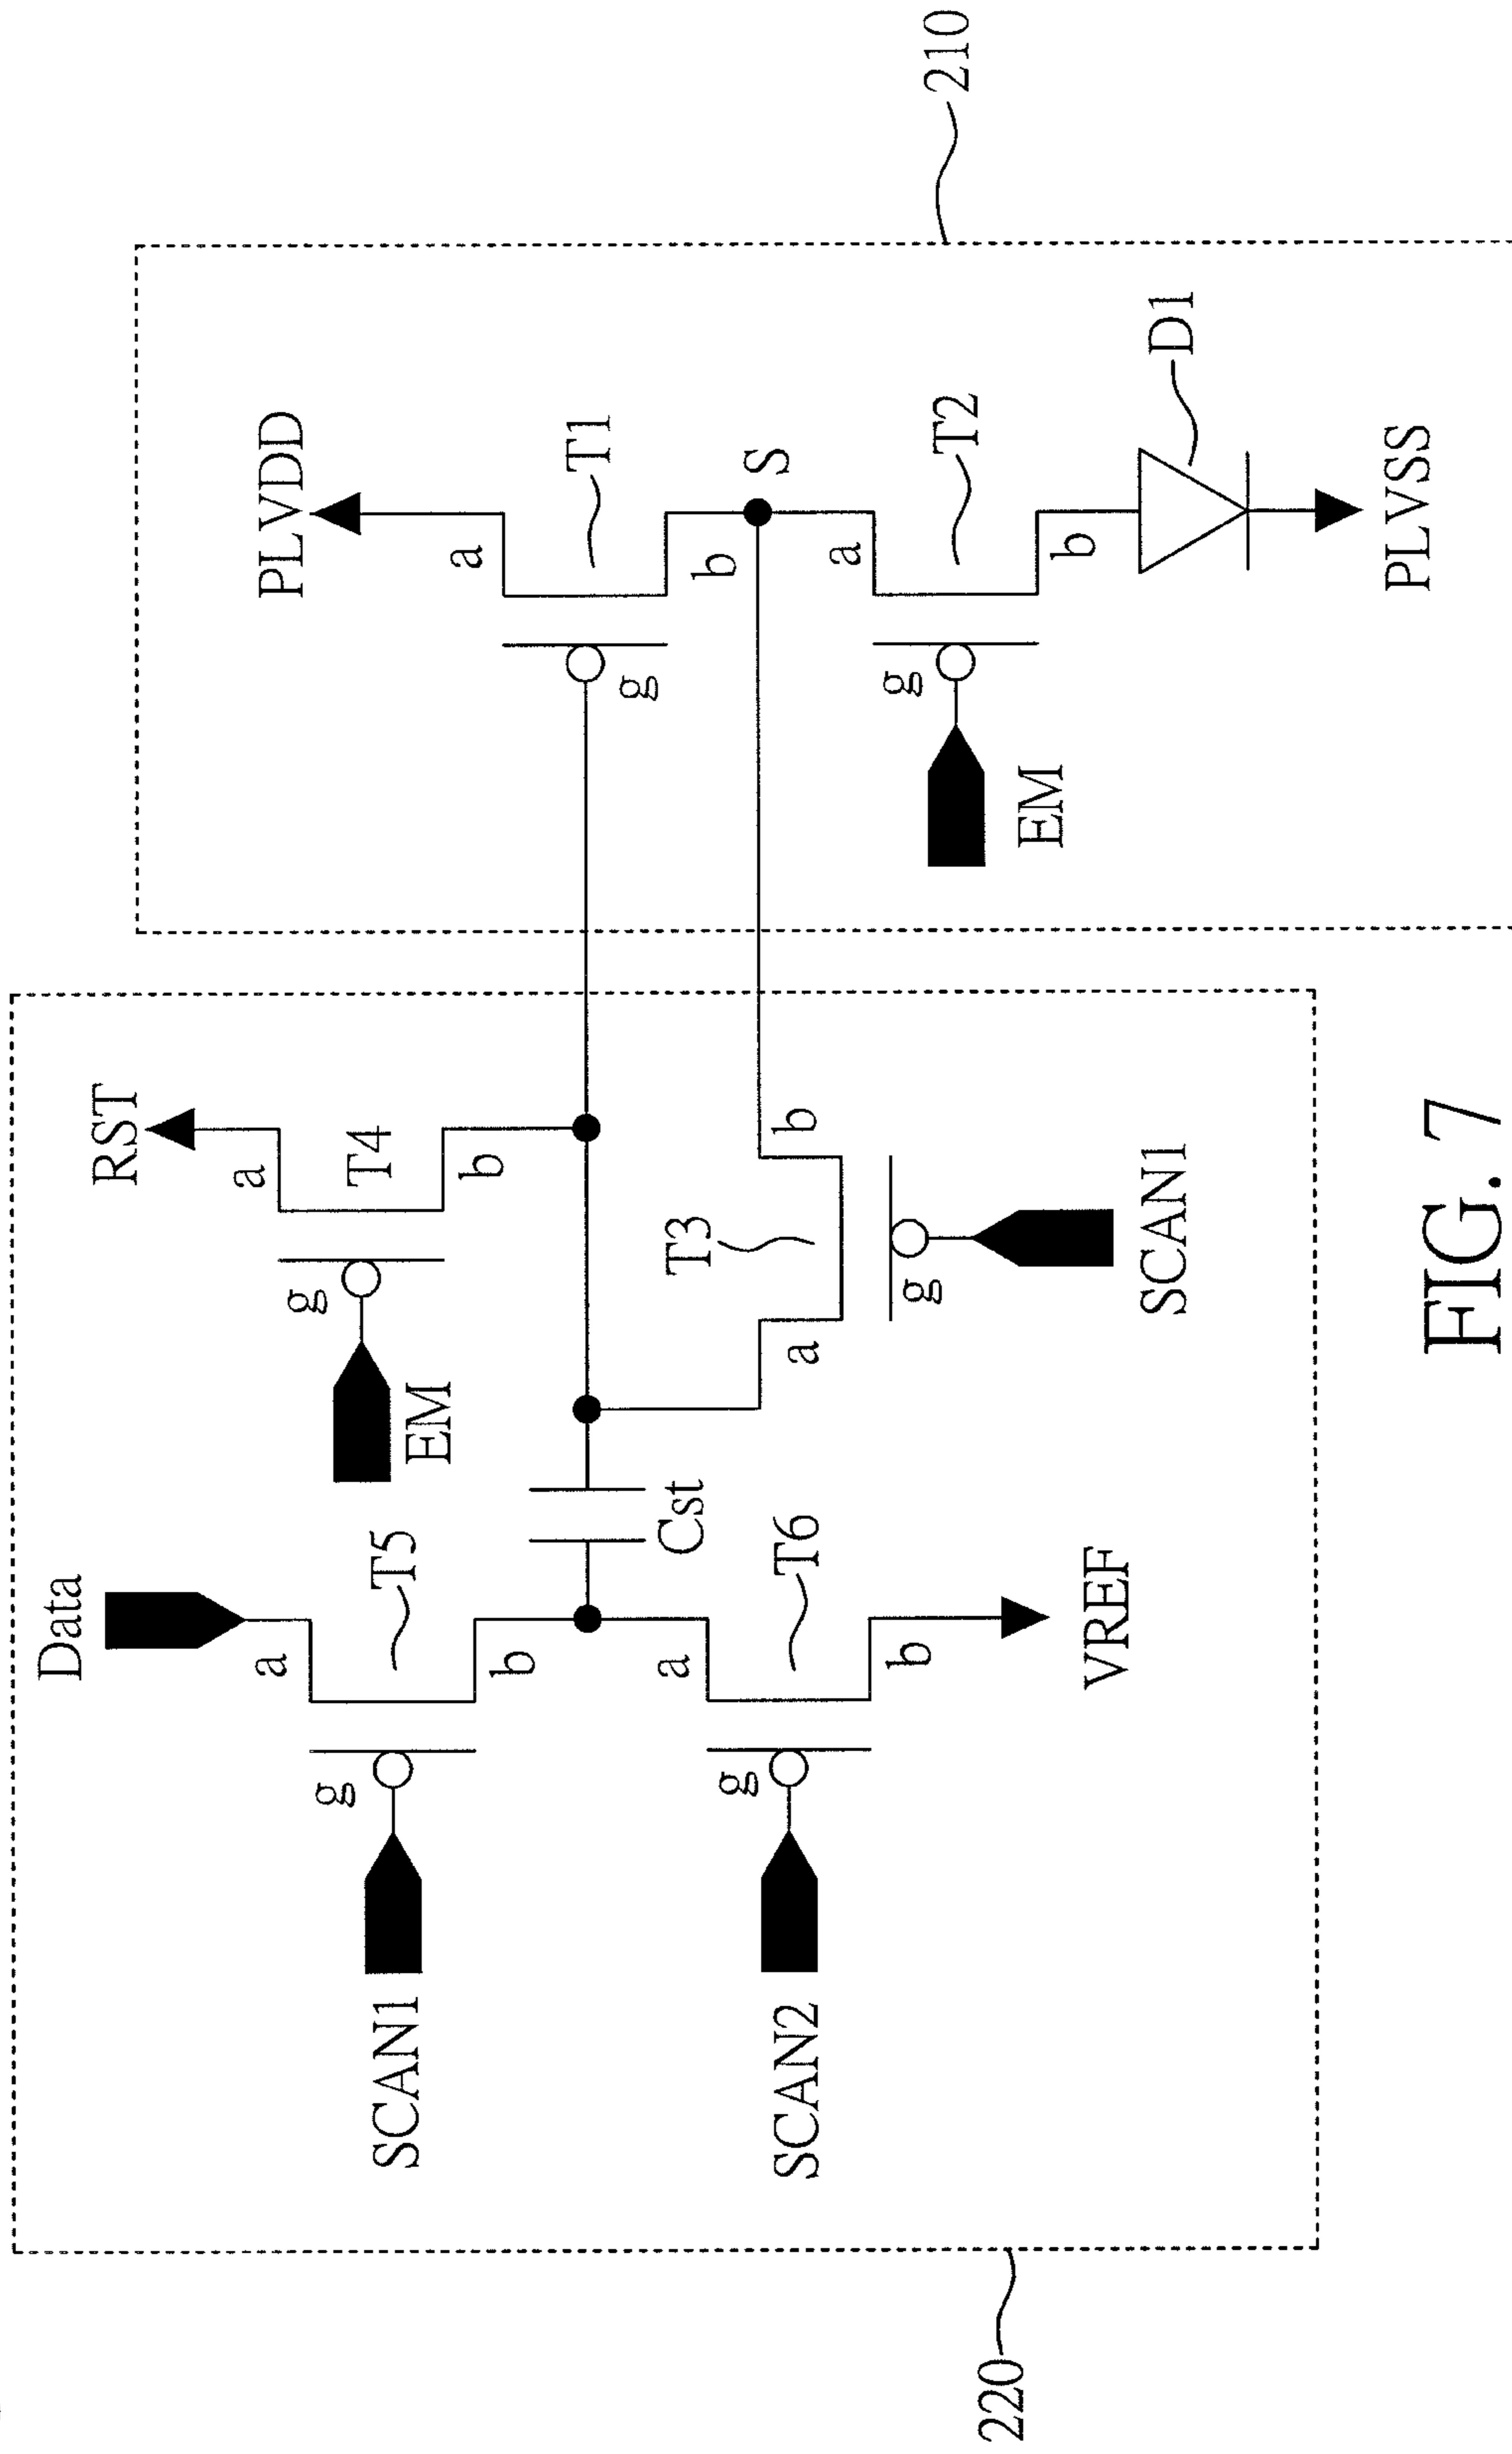 220
210
Data
RST
PLVDD
SCAN1
g
a
T5
b
EM
g
a
T4
b
g
a
T1
b
S
Cst
SCAN2
g
a
T6
b
VREF
T3
a
b
g
SCAN1
EM
g
a
T2
b
D1
PLVSS
FIG. 7